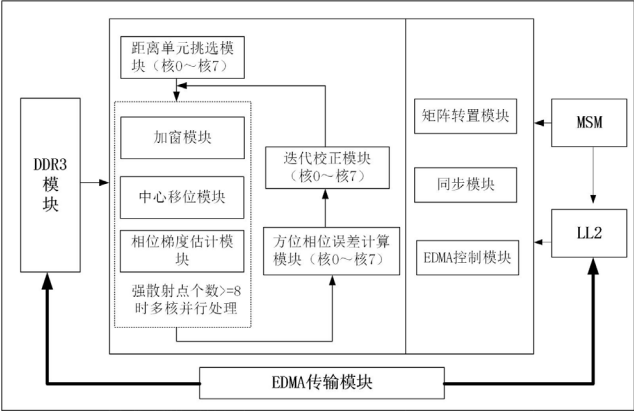 距离单元挑选模
块（核0～核7）
加窗模块
中心移位模块
相位梯度估计模
块
强散射点个数>=8
时多核并行处理
DDR3
模
块
迭代校正模块
（核0～核7）
方位相位误差计算
模块（核0～核7）
矩阵转置模块
同步模块
EDMA控制模块
MSM
LL2
EDMA传输模块